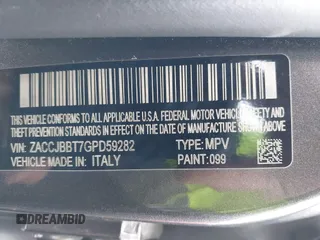 THIS VEHICLE CONFORMS TO ALL APPLICABLE U.S.A. FEDERAL MOTOR VEHICLE SAFETY AND
THEFT PREVENTION STANDARDS IN EFFECT ON THE DATE OF MANUFACTURE SHOWN ABOVE
VIN: ZACCJBBT7GPD59282 TYPE: MPV
VEHICLE MADE IN: ITALY PAINT: 099
DREAMBID